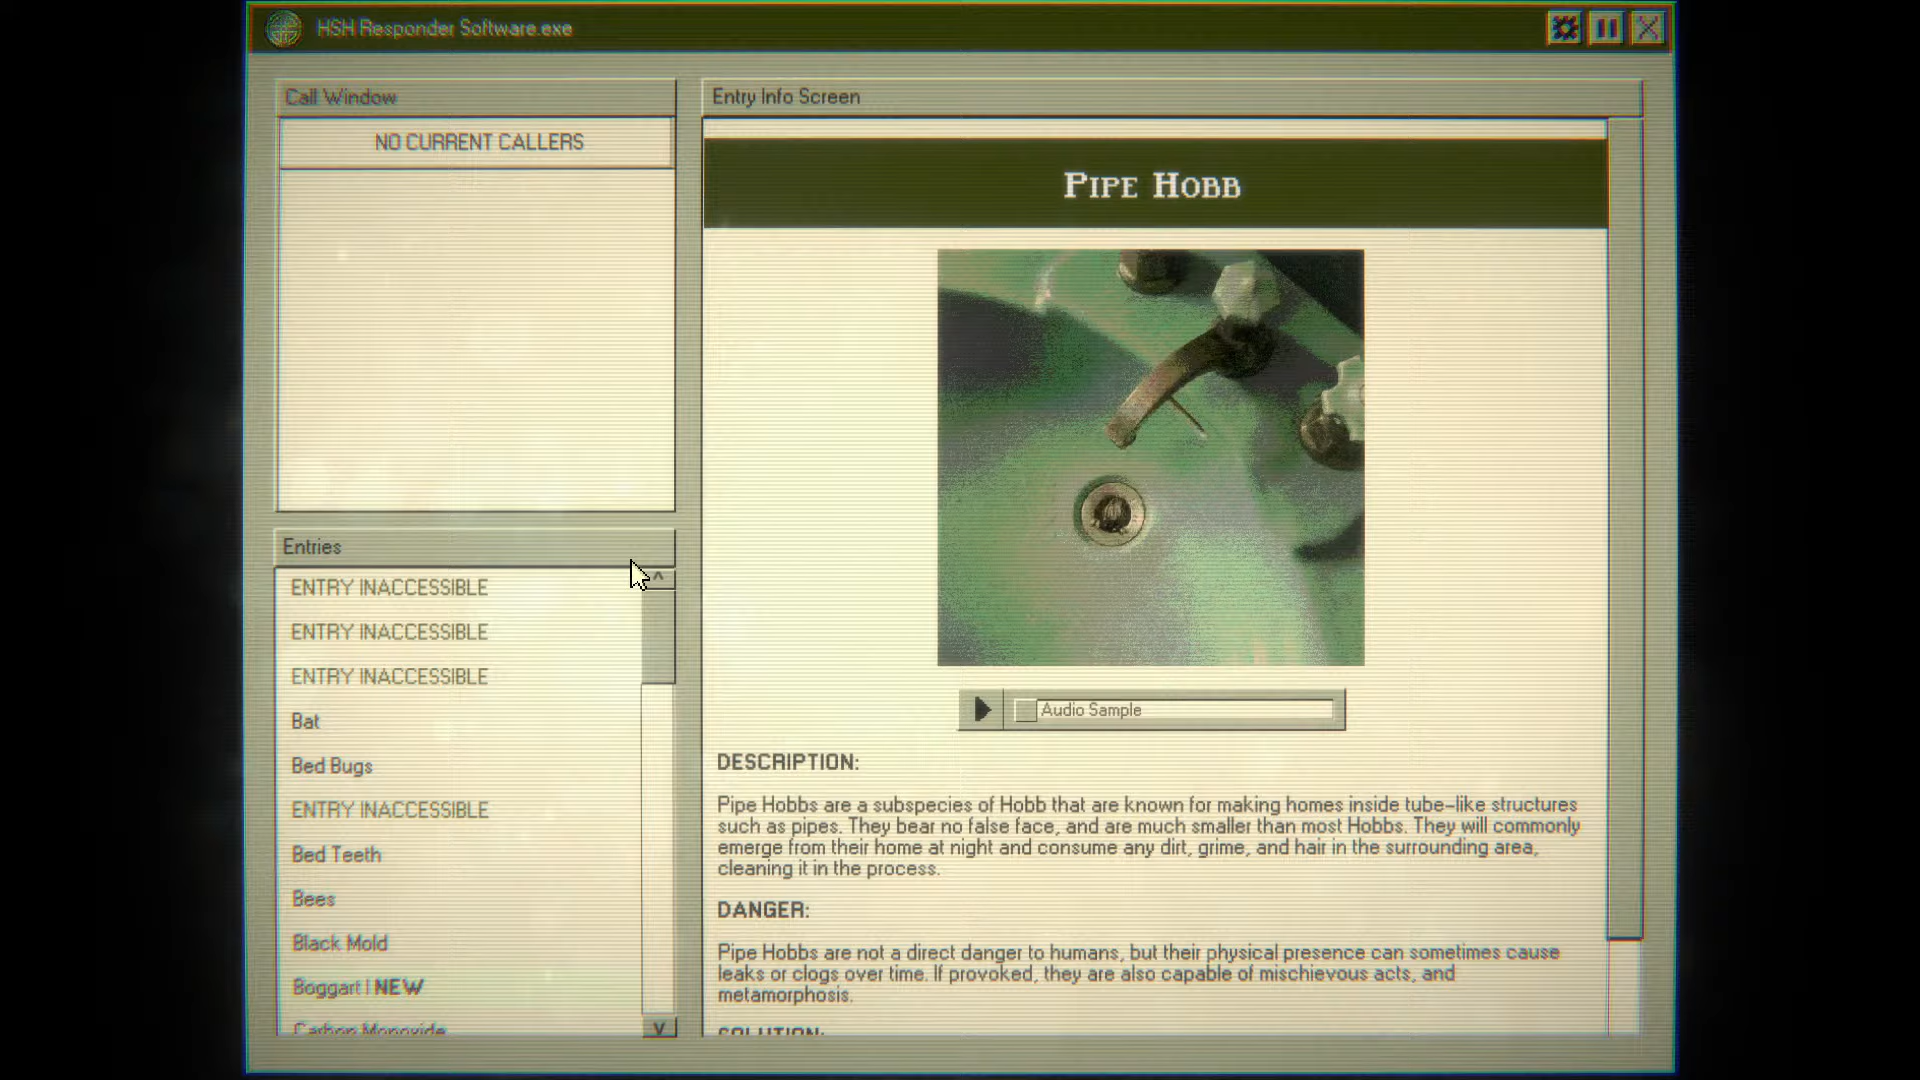 HSH Responder Software.exe
Call Window
NO CURRENT CALLERS
Entries
ENTRY INACCESSIBLE
ENTRY INACCESSIBLE
ENTRY INACCESSIBLE
Bat
Bed Bugs
ENTRY INACCESSIBLE
Bed Teeth
Bees
Black Mold
Boggart | NEW
Carbon Monoxide
Entry Info Screen
PIPE HOBB
Audio Sample
DESCRIPTION:
Pipe Hobbs are a subspecies of Hobb that are known for making homes inside tube-like structures
such as pipes. They bear no false face, and are much smaller than most Hobbs. They will commonly
emerge from their home at night and consume any dirt, grime, and hair in the surrounding area,
cleaning it in the process.
DANGER:
Pipe Hobbs are not a direct danger to humans, but their physical presence can sometimes cause
leaks or clogs over time. If provoked, they are also capable of mischievous acts, and
metamorphosis.
SOLUTION: